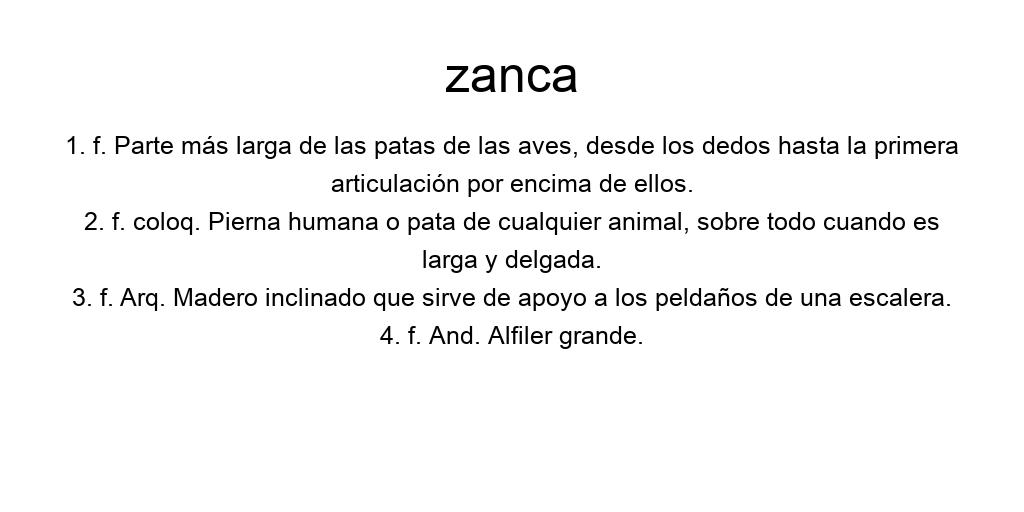 zanca
1. f. Parte más larga de las patas de las aves, desde los dedos hasta la primera
articulación por encima de ellos.
2. f. coloq. Pierna humana o pata de cualquier animal, sobre todo cuando es
larga y delgada.
3. f. Arq. Madero inclinado que sirve de apoyo a los peldaños de una escalera.
4. f. And. Alfiler grande.